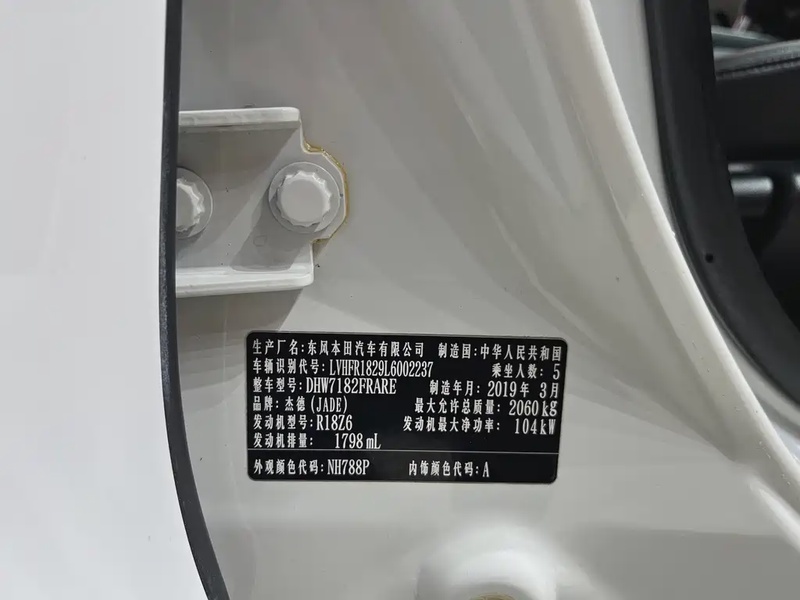 生产厂名:东风本田汽车有限公司 制造国:中华人民共和国
车辆识别代号:LVHFR1829L6002237 乘坐人数:5
整车型号:DHW7182FRARE 制造年月:2019年3月
品牌:杰德(JADE) 最大允许总质量:2060kg
发动机型号:R18Z6 发动机最大净功率:104kW
发动机排量:1798mL
外观颜色代码:NH788P 内饰颜色代码:A